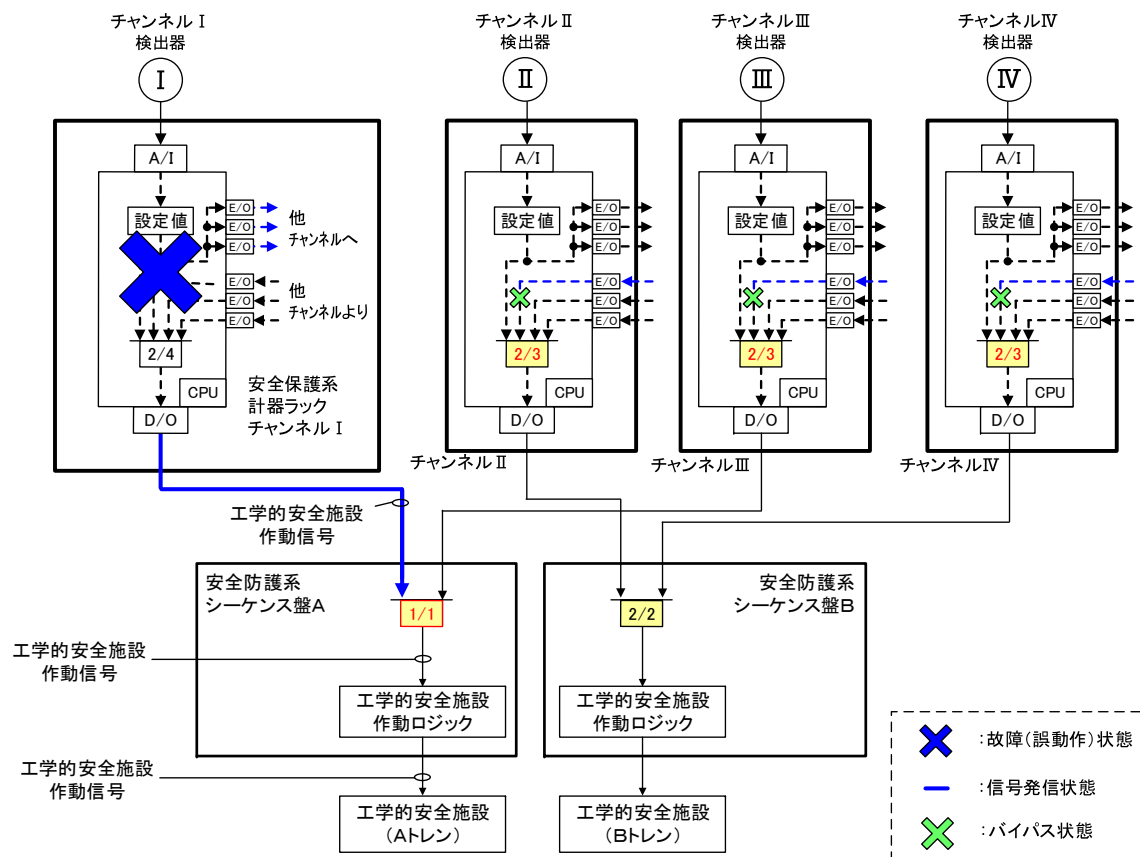 チャンネルⅠ
検出器
Ⅰ
チャンネルⅡ
検出器
Ⅱ
チャンネルⅢ
検出器
Ⅲ
チャンネルⅣ
検出器
Ⅳ
A/I
設定値
E/O
E/O
E/O
他
チャンネルへ
E/O
E/O
E/O
他
チャンネルより
2/4
CPU
D/O
安全保護系
計器ラック
チャンネルⅠ
A/I
設定値
E/O
E/O
E/O
E/O
E/O
E/O
2/3
CPU
D/O
チャンネルⅡ
A/I
設定値
E/O
E/O
E/O
E/O
E/O
E/O
2/3
CPU
D/O
チャンネルⅢ
A/I
設定値
E/O
E/O
E/O
E/O
E/O
E/O
2/3
CPU
D/O
チャンネルⅣ
工学的安全施設
作動信号
安全防護系
シーケンス盤A
1/1
工学的安全施設
作動信号
工学的安全施設
作動ロジック
工学的安全施設
作動信号
工学的安全施設
(Aトレン)
安全防護系
シーケンス盤B
2/2
工学的安全施設
作動ロジック
工学的安全施設
(Bトレン)
:故障(誤動作)状態
:信号発信状態
:バイパス状態